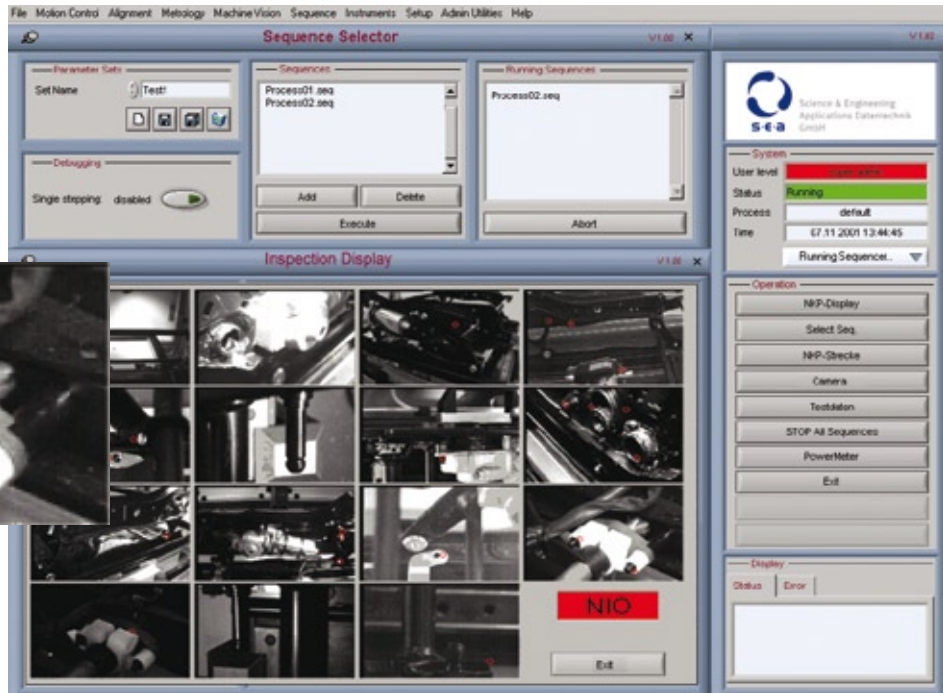 File Motion Control Alignment Metrology Machine Vision Sequence Instruments Setup Admin Utilities Help
Sequence Selector
V1.00
V1.02
Parameter Sets
Set Name Test!
Debugging
Single stepping: disabled
Sequences
Process01.seq
Process02.seq
Add Delete
Execute
Running Sequences
Process02.seq
Abort
S·E·A
Science & Engineering
Applications Datentechnik
GmbH
System
User level
Status Running
Process default
Time 07.11.2001 13:44:45
Running Sequence(..
Inspection Display
NIO
Exit
Operation
NKP-Display
Select Seq.
NHP-Strecke
Camera
Testdaten
STOP All Sequences
PowerMeter
Exit
Display
Status Error